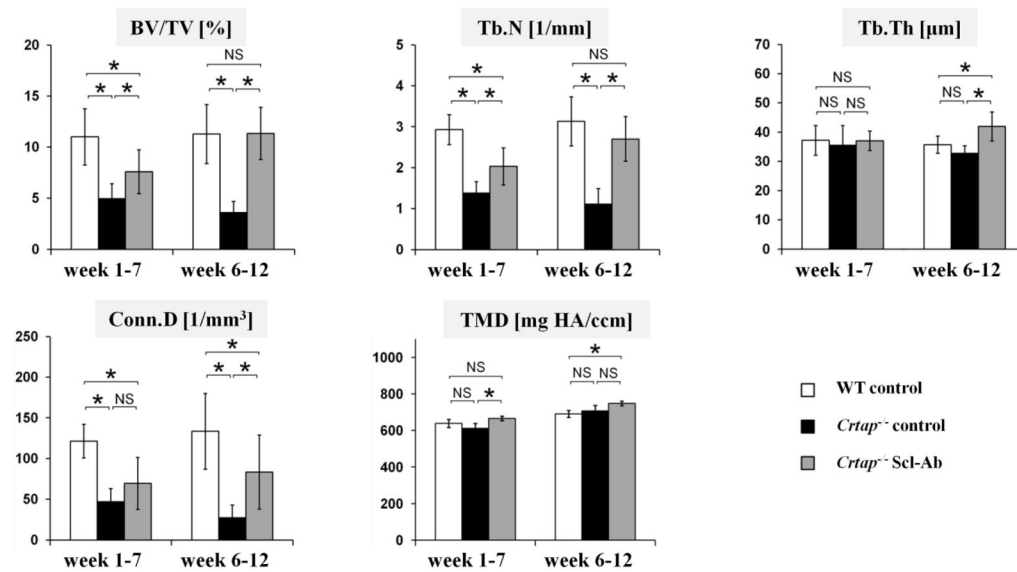 BV/TV [%]
20
15
10
5
0
*
* *
NS
* *
week 1-7 week 6-12
Tb.N [1/mm]
5
4
3
2
1
0
*
* *
NS
* *
week 1-7 week 6-12
Tb.Th [µm]
70
60
50
40
30
20
10
0
NS
NS NS
*
NS *
week 1-7 week 6-12
Conn.D [1/mm³]
250
200
150
100
50
0
*
* NS
*
* *
week 1-7 week 6-12
TMD [mg HA/ccm]
1000
800
600
400
200
0
NS
NS *
*
NS NS
week 1-7 week 6-12
WT control
Crtap-/- control
Crtap-/- Scl-Ab